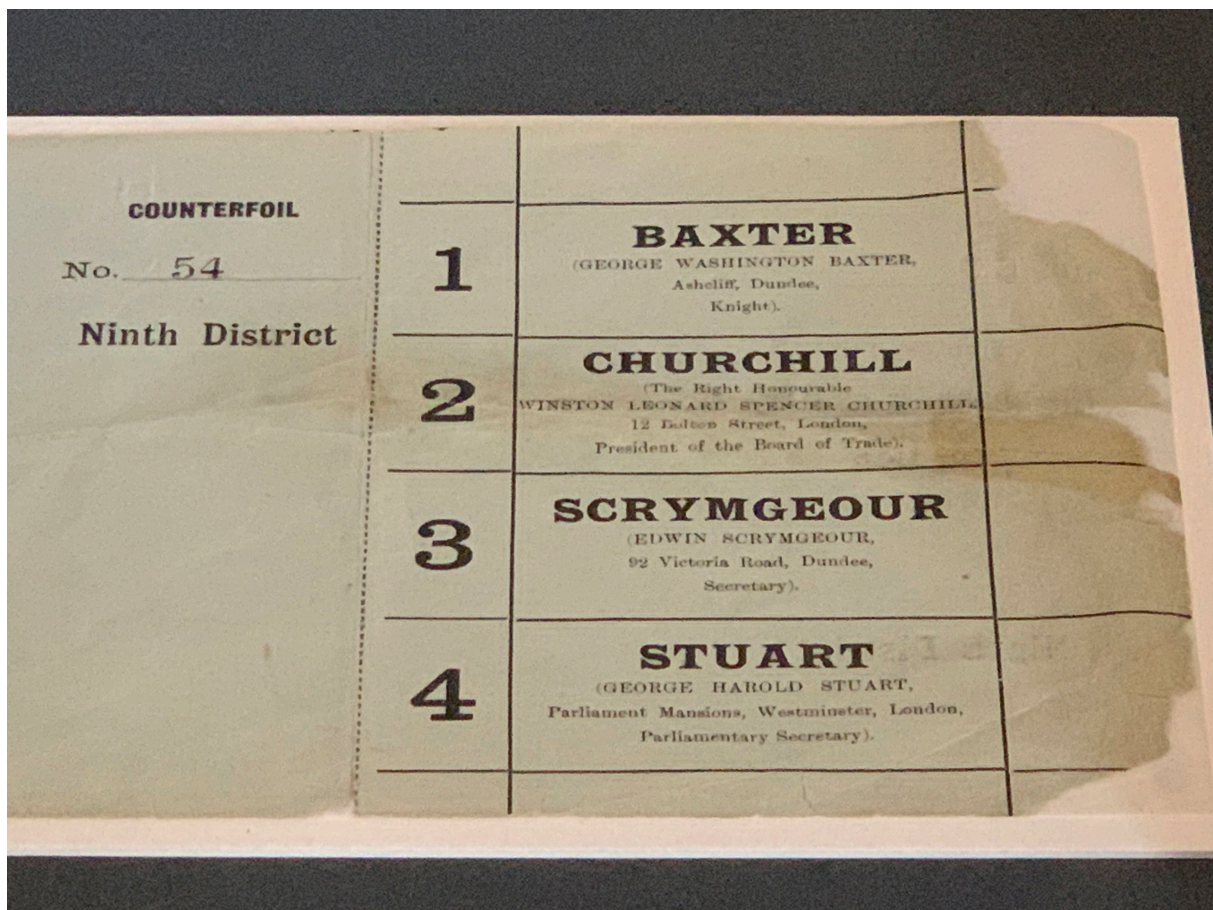 COUNTERFOIL
No. 54
Ninth District
1
BAXTER
(GEORGE WASHINGTON BAXTER,
Ashcliff, Dundee,
Knight).
2
CHURCHILL
(The Right Honourable
WINSTON LEONARD SPENCER CHURCHILL,
12 Bolton Street, London,
President of the Board of Trade).
3
SCRYMGEOUR
(EDWIN SCRYMGEOUR,
92 Victoria Road, Dundee,
Secretary).
4
STUART
(GEORGE HAROLD STUART,
Parliament Mansions, Westminster, London,
Parliamentary Secretary).